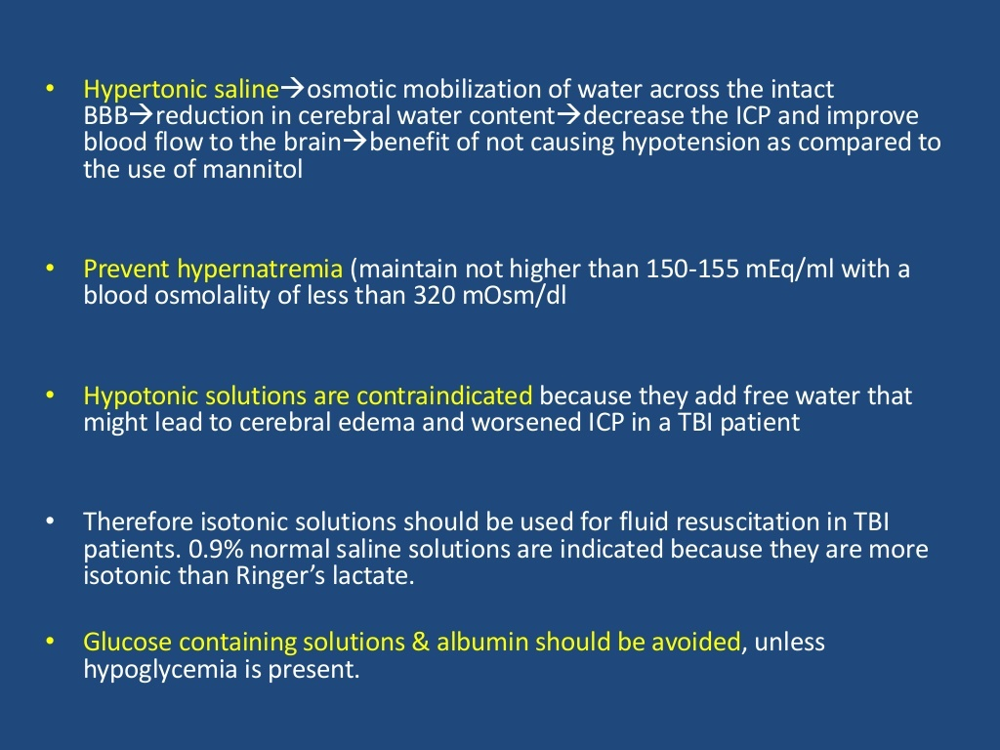 • Hypertonic saline→osmotic mobilization of water across the intact
BBB→reduction in cerebral water content→decrease the ICP and improve
blood flow to the brain→benefit of not causing hypotension as compared to
the use of mannitol
• Prevent hypernatremia (maintain not higher than 150-155 mEq/ml with a
blood osmolality of less than 320 mOsm/dl
• Hypotonic solutions are contraindicated because they add free water that
might lead to cerebral edema and worsened ICP in a TBI patient
• Therefore isotonic solutions should be used for fluid resuscitation in TBI
patients. 0.9% normal saline solutions are indicated because they are more
isotonic than Ringer’s lactate.
• Glucose containing solutions & albumin should be avoided, unless
hypoglycemia is present.